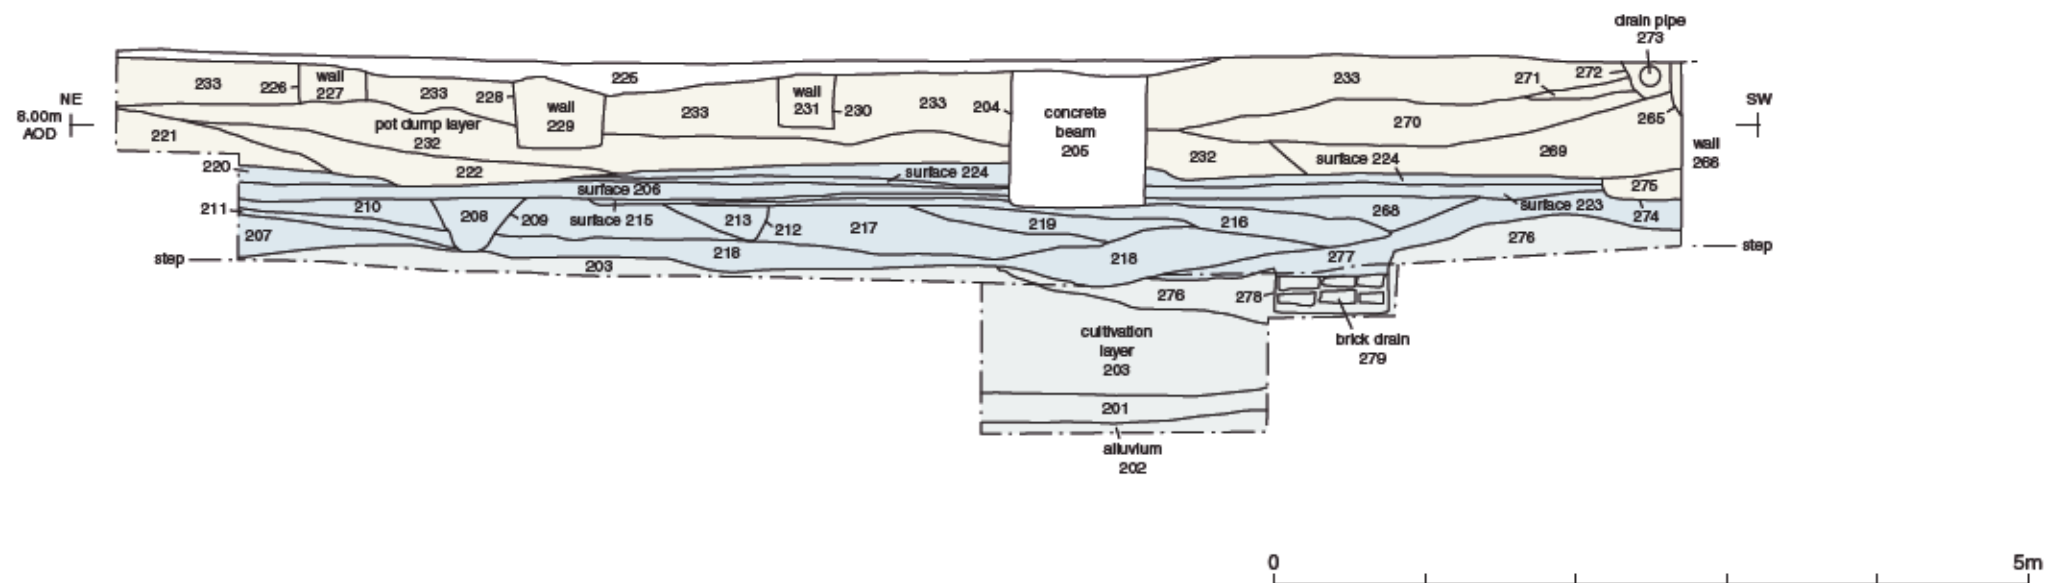 drain pipe
273
233
226
wall
227
233
228
225
wall
229
233
wall
231
230
233
204
concrete
beam
205
233
271
272
NE
8.00m
AOD
SW
221
pot dump layer
232
270
265
wall
266
220
222
surface 224
232
surface 224
269
275
surface 206
211
210
208
209
surface 215
213
212
217
219
216
268
surface 223
274
207
218
218
277
276
step
step
203
276
278
brick drain
279
cultivation
layer
203
201
alluvium
202
0
5m